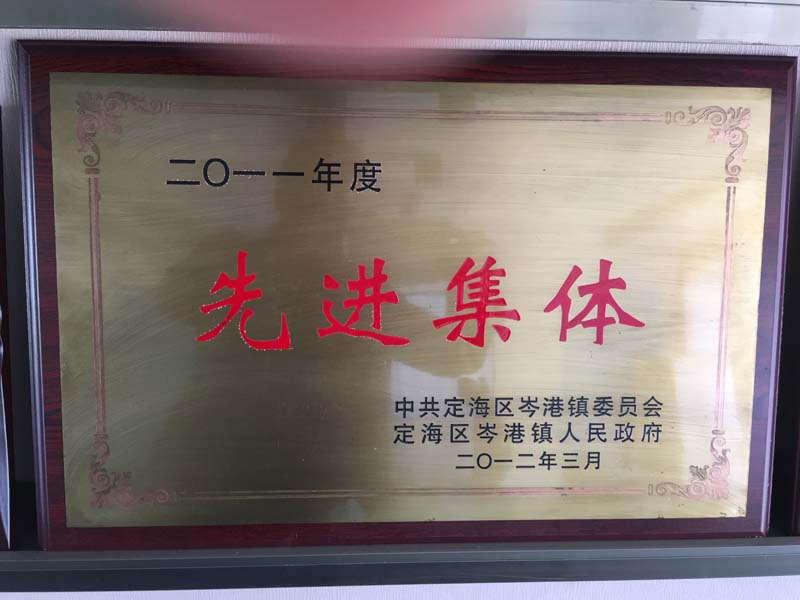 二〇一一年度
先进集体
中共定海区岑港镇委员会
定海区岑港镇人民政府
二〇一二年三月